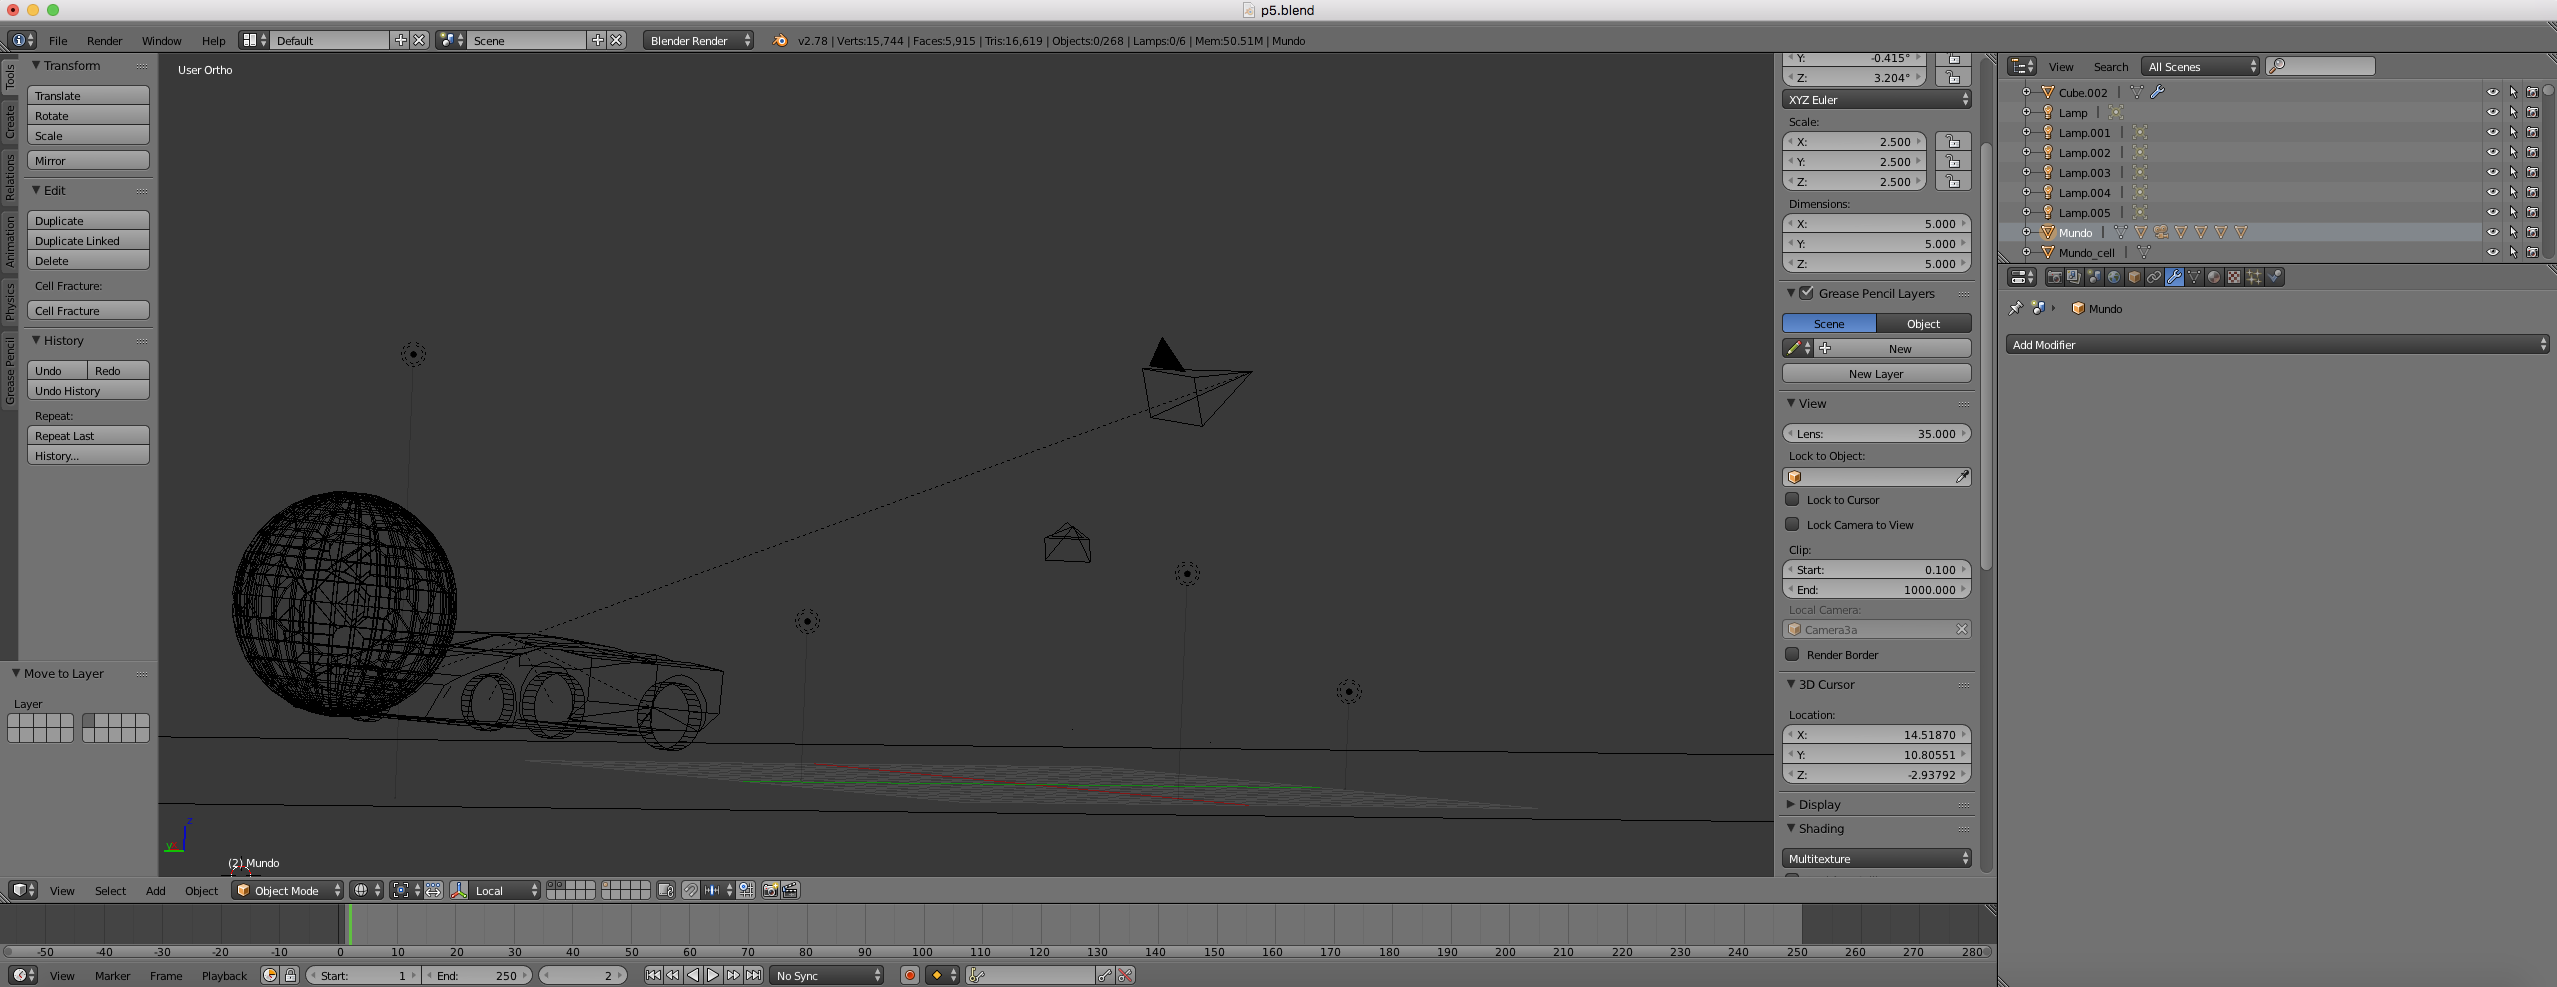 p5.blend
File Render Window Help Default Scene Blender Render v2.78 | Verts:15,744 | Faces:5,915 | Tris:16,619 | Objects:0/268 | Lamps:0/6 | Mem:50.51M | Mundo
Tools
Create
Relations
Animation
Physics
Grease Pencil
Transform
Translate
Rotate
Scale
Mirror
Edit
Duplicate
Duplicate Linked
Delete
Cell Fracture:
Cell Fracture
History
Undo Redo
Undo History
Repeat:
Repeat Last
History...
Move to Layer
Layer
User Ortho
z
y
(2) Mundo
Y: -0.415°
Z: 3.204°
XYZ Euler
Scale:
X: 2.500
Y: 2.500
Z: 2.500
Dimensions:
X: 5.000
Y: 5.000
Z: 5.000
Grease Pencil Layers
Scene Object
New
New Layer
View
Lens: 35.000
Lock to Object:
Lock to Cursor
Lock Camera to View
Clip:
Start: 0.100
End: 1000.000
Local Camera:
Camera3a
Render Border
3D Cursor
Location:
X: 14.51870
Y: 10.80551
Z: -2.93792
Display
Shading
Multitexture
View Search All Scenes
Cube.002
Lamp
Lamp.001
Lamp.002
Lamp.003
Lamp.004
Lamp.005
Mundo
Mundo_cell
Mundo
Add Modifier
View Select Add Object Object Mode Local
-50 -40 -30 -20 -10 0 10 20 30 40 50 60 70 80 90 100 110 120 130 140 150 160 170 180 190 200 210 220 230 240 250 260 270 280
View Marker Frame Playback Start: 1 End: 250 2 No Sync